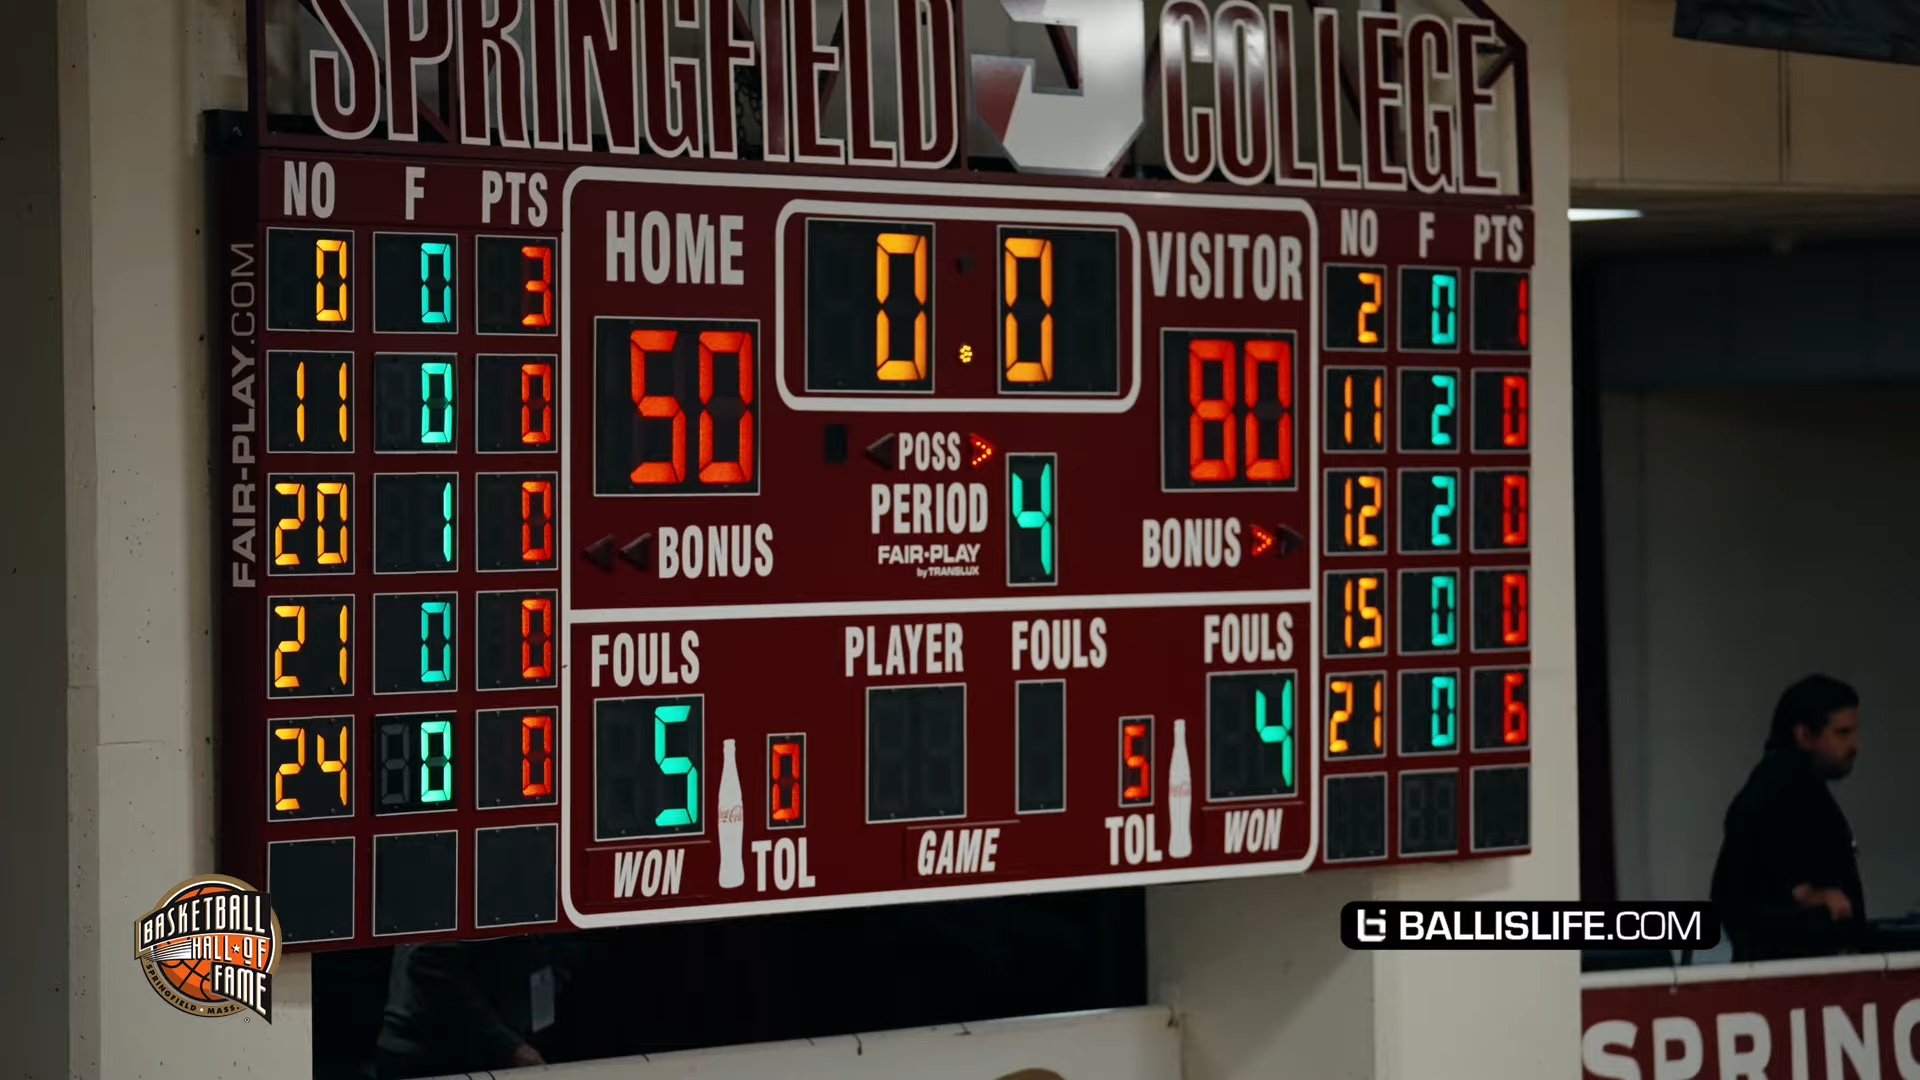 SPRINGFIELD S COLLEGE
NO F PTS
0 0 3
11 0 0
20 1 0
21 0 0
24 0 0
FAIR-PLAY.COM
HOME
50
0:0
VISITOR
80
POSS
PERIOD 4
FAIR-PLAY
by TRANSLUX
BONUS
BONUS
FOULS
5
WON
TOL
0
PLAYER FOULS
GAME
FOULS
4
WON
TOL
5
Coca-Cola
NO F PTS
2 0 1
11 2 0
12 2 0
15 0 0
21 0 6
BASKETBALL
HALL OF
FAME
SPRINGFIELD • MASS.
BALLISLIFE.COM
SPRING